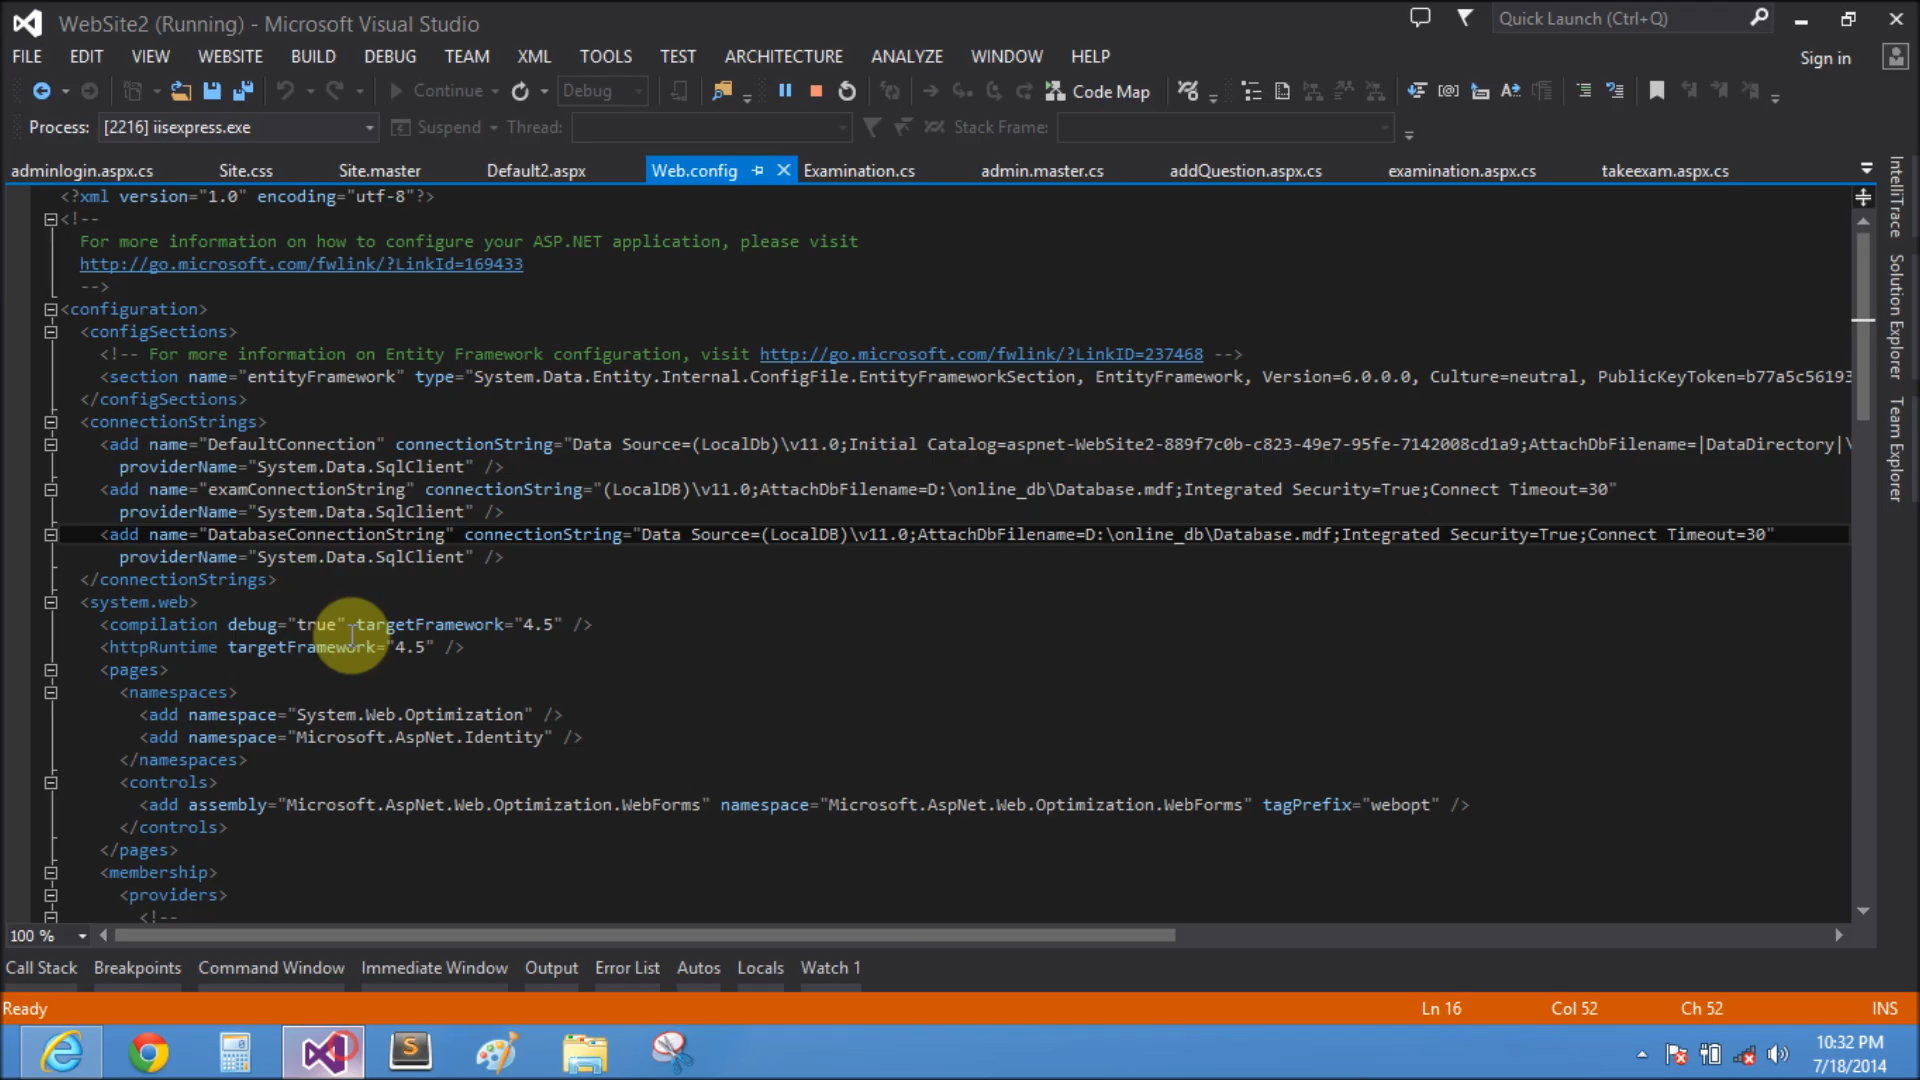 WebSite2 (Running) - Microsoft Visual Studio
Quick Launch (Ctrl+Q)
FILE EDIT VIEW WEBSITE BUILD DEBUG TEAM XML TOOLS TEST ARCHITECTURE ANALYZE WINDOW HELP
Sign in
Continue Debug Code Map
Process: [2216] iisexpress.exe Suspend Thread: Stack Frame:
adminlogin.aspx.cs Site.css Site.master Default2.aspx Web.config Examination.cs admin.master.cs addQuestion.aspx.cs examination.aspx.cs takeexam.aspx.cs
<?xml version="1.0" encoding="utf-8"?>
<!--
For more information on how to configure your ASP.NET application, please visit
http://go.microsoft.com/fwlink/?LinkId=169433
-->
<configuration>
<configSections>
<!-- For more information on Entity Framework configuration, visit http://go.microsoft.com/fwlink/?LinkID=237468 -->
<section name="entityFramework" type="System.Data.Entity.Internal.ConfigFile.EntityFrameworkSection, EntityFramework, Version=6.0.0.0, Culture=neutral, PublicKeyToken=b77a5c56193
</configSections>
<connectionStrings>
<add name="DefaultConnection" connectionString="Data Source=(LocalDb)\v11.0;Initial Catalog=aspnet-WebSite2-889f7c0b-c823-49e7-95fe-7142008cd1a9;AttachDbFilename=|DataDirectory|\
providerName="System.Data.SqlClient" />
<add name="examConnectionString" connectionString="(LocalDB)\v11.0;AttachDbFilename=D:\online_db\Database.mdf;Integrated Security=True;Connect Timeout=30"
providerName="System.Data.SqlClient" />
<add name="DatabaseConnectionString" connectionString="Data Source=(LocalDB)\v11.0;AttachDbFilename=D:\online_db\Database.mdf;Integrated Security=True;Connect Timeout=30"
providerName="System.Data.SqlClient" />
</connectionStrings>
<system.web>
<compilation debug="true" targetFramework="4.5" />
<httpRuntime targetFramework="4.5" />
<pages>
<namespaces>
<add namespace="System.Web.Optimization" />
<add namespace="Microsoft.AspNet.Identity" />
</namespaces>
<controls>
<add assembly="Microsoft.AspNet.Web.Optimization.WebForms" namespace="Microsoft.AspNet.Web.Optimization.WebForms" tagPrefix="webopt" />
</controls>
</pages>
<membership>
<providers>
<!--
IntelliTrace
Solution Explorer
Team Explorer
100 %
Call Stack Breakpoints Command Window Immediate Window Output Error List Autos Locals Watch 1
Ready Ln 16 Col 52 Ch 52 INS
10:32 PM
7/18/2014